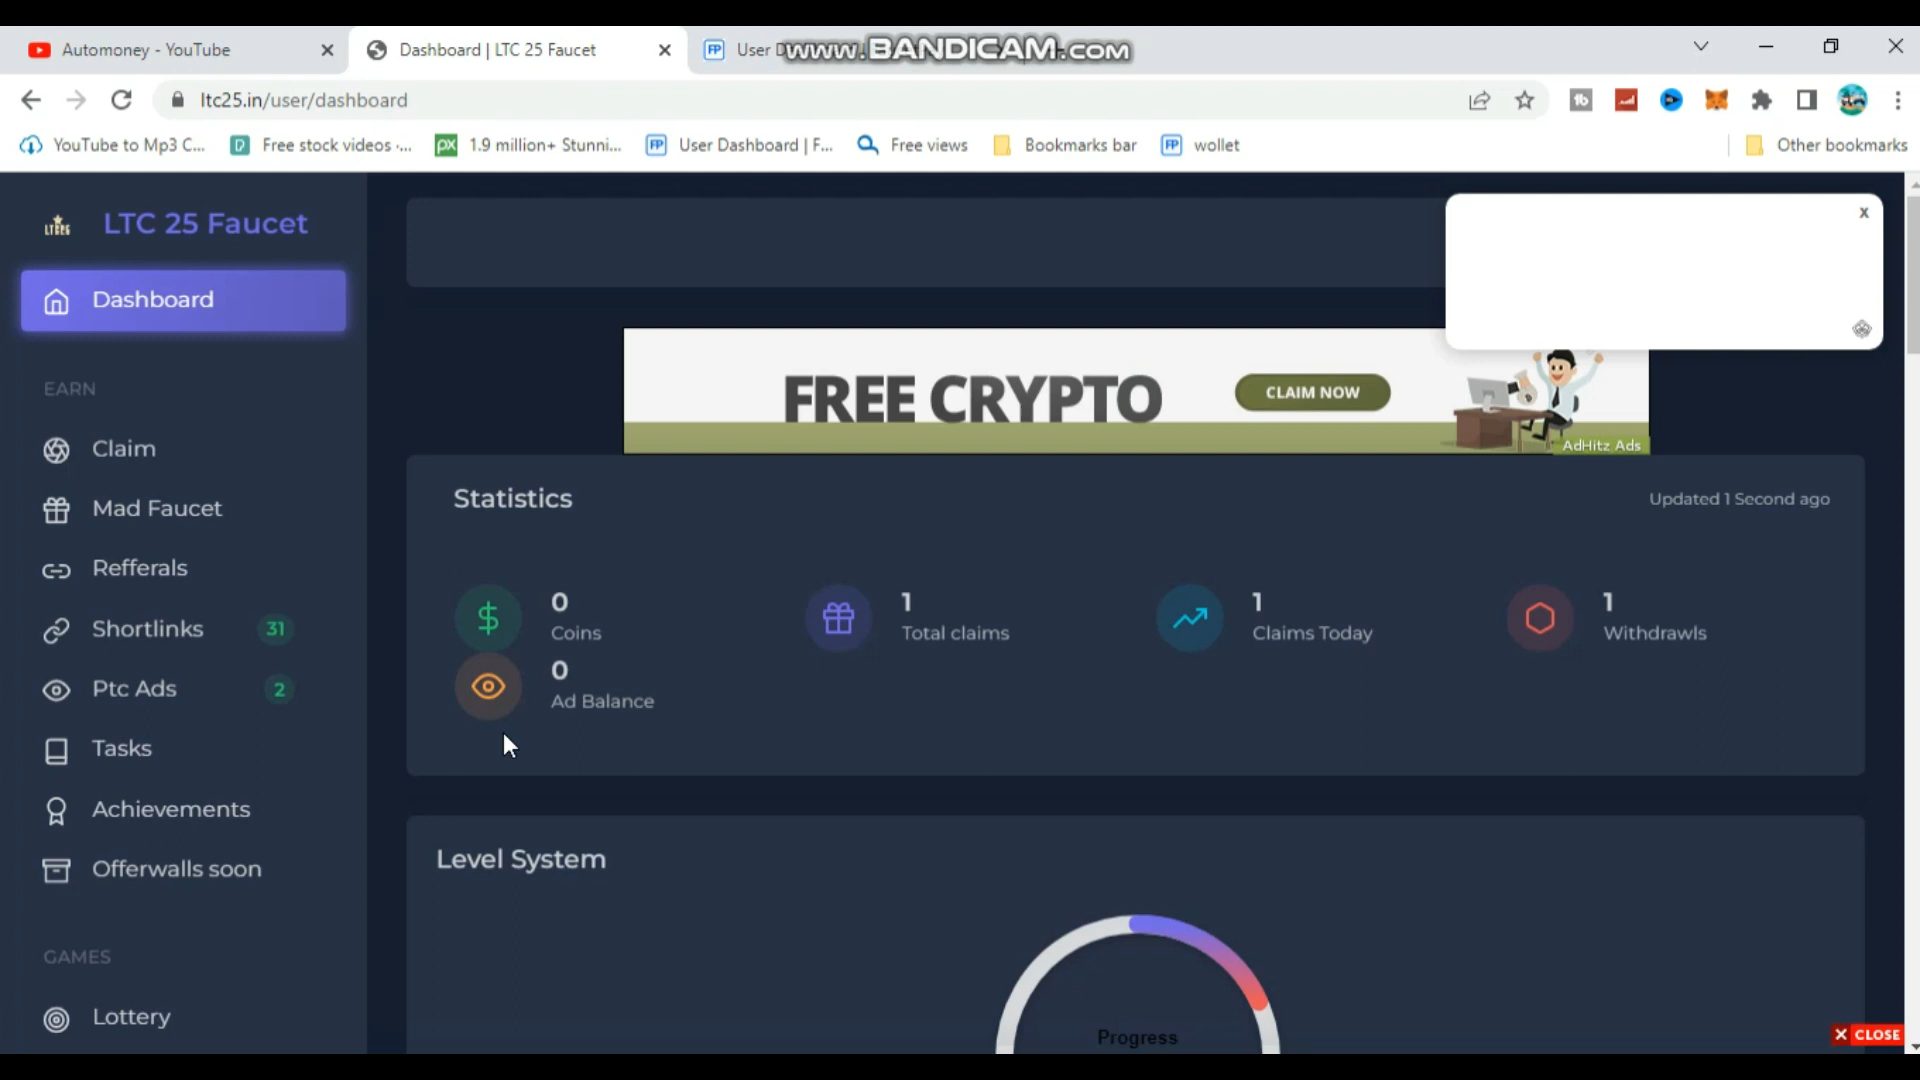 Automoney - YouTube
Dashboard | LTC 25 Faucet
User D
www.BANDICAM.com
ltc25.in/user/dashboard
YouTube to Mp3 C...
Free stock videos ·...
1.9 million+ Stunni...
User Dashboard | F...
Free views
Bookmarks bar
wollet
Other bookmarks
LTC 25 Faucet
Dashboard
EARN
Claim
Mad Faucet
Refferals
Shortlinks 31
Ptc Ads 2
Tasks
Achievements
Offerwalls soon
GAMES
Lottery
x
FREE CRYPTO
CLAIM NOW
AdHitz Ads
Statistics
Updated 1 Second ago
0
Coins
1
Total claims
1
Claims Today
1
Withdrawls
0
Ad Balance
Level System
Progress
X CLOSE